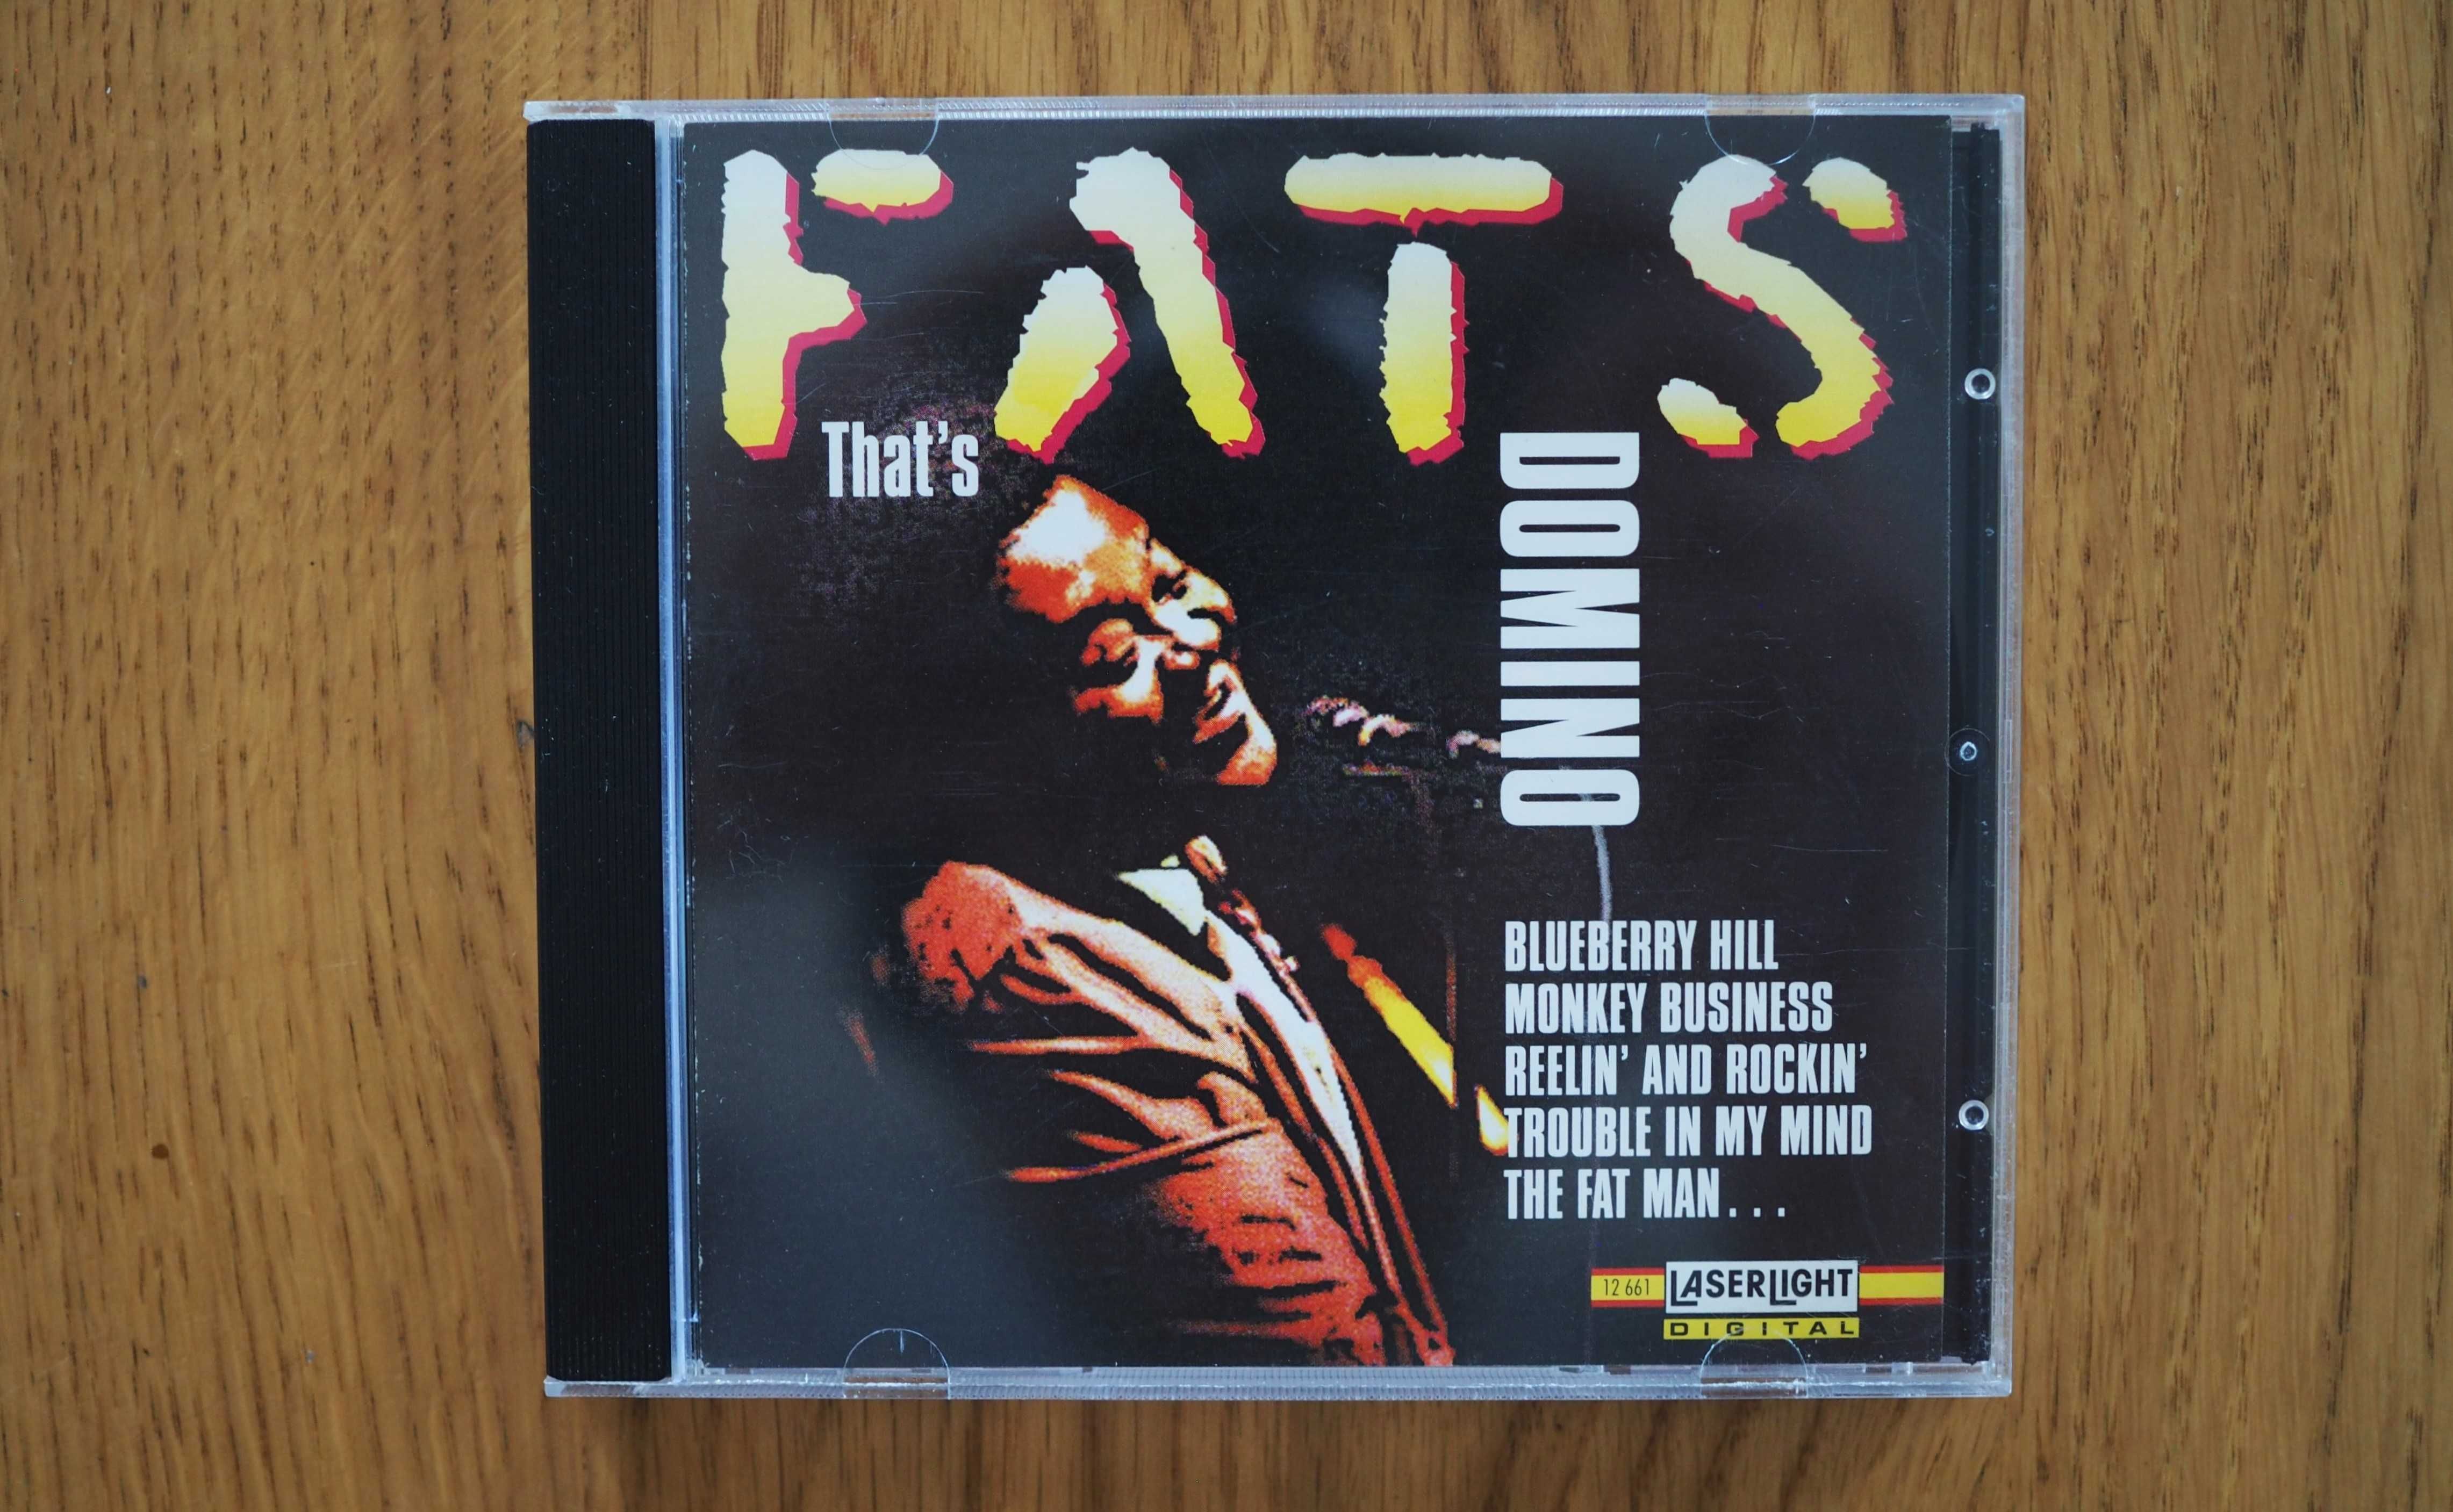 FATS
That's
DOMINO
BLUEBERRY HILL
MONKEY BUSINESS
REELIN' AND ROCKIN'
TROUBLE IN MY MIND
THE FAT MAN...
12 661 LASERLIGHT
DIGITAL